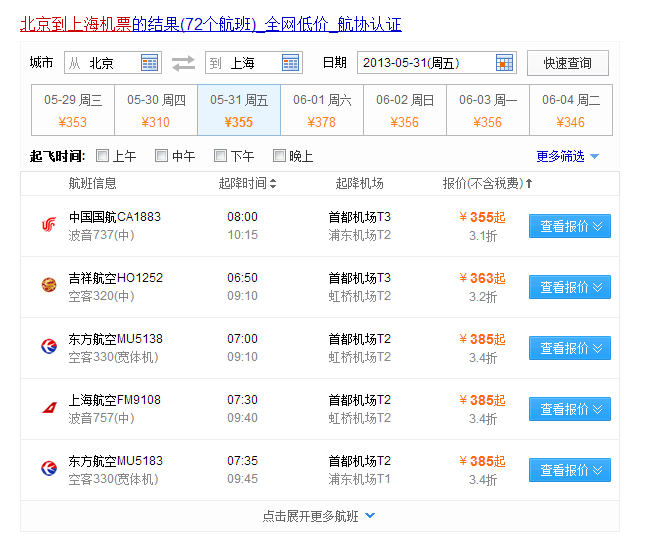 北京到上海机票的结果(72个航班)_全网低价_航协认证
城市 从 北京 到 上海 日期 2013-05-31(周五) 快速查询
05-29 周三 05-30 周四 05-31 周五 06-01 周六 06-02 周日 06-03 周一 06-04 周二
¥353 ¥310 ¥355 ¥378 ¥356 ¥356 ¥346
起飞时间: 上午 中午 下午 晚上 更多筛选
航班信息 起降时间 起降机场 报价(不含税费)
中国国航CA1883 08:00 首都机场T3 ¥355起 查看报价
波音737(中) 10:15 浦东机场T2 3.1折
吉祥航空HO1252 06:50 首都机场T3 ¥363起 查看报价
空客320(中) 09:10 虹桥机场T2 3.2折
东方航空MU5138 07:00 首都机场T2 ¥385起 查看报价
空客330(宽体机) 09:10 虹桥机场T2 3.4折
上海航空FM9108 07:30 首都机场T2 ¥385起 查看报价
波音757(中) 09:40 虹桥机场T2 3.4折
东方航空MU5183 07:35 首都机场T2 ¥385起 查看报价
空客330(宽体机) 09:45 浦东机场T1 3.4折
点击展开更多航班